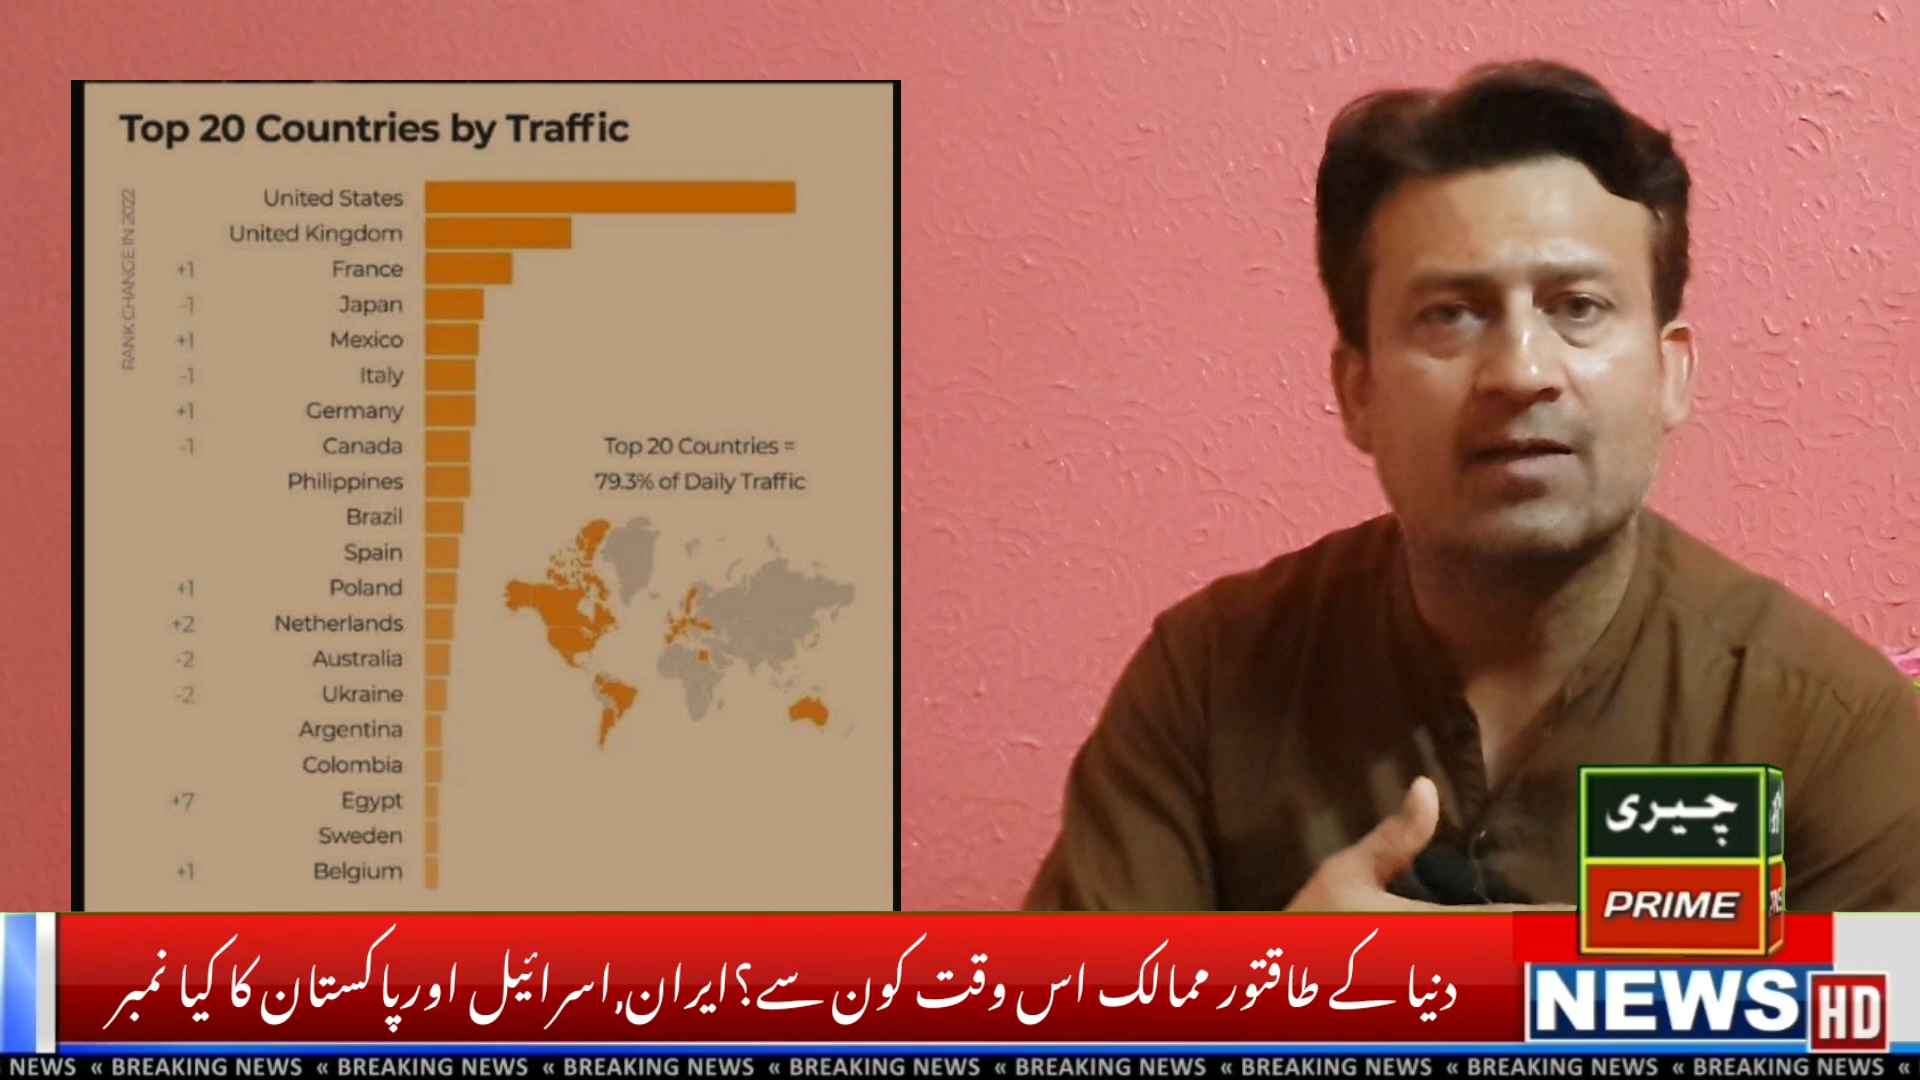 Top 20 Countries by Traffic
RANK CHANGE IN 2022
United States
United Kingdom
+1 France
-1 Japan
+1 Mexico
-1 Italy
+1 Germany
-1 Canada
Philippines
Brazil
Spain
+1 Poland
+2 Netherlands
-2 Australia
-2 Ukraine
Argentina
Colombia
+7 Egypt
Sweden
+1 Belgium
Top 20 Countries =
79.3% of Daily Traffic
چیری
PRIME
NEWS HD
دنیا کے طاقتور ممالک اس وقت کون سے؟ ایران,اسرائیل اورپاکستان کا کیا نمبر
NEWS « BREAKING NEWS « BREAKING NEWS « BREAKING NEWS « BREAKING NEWS « BREAKING NEWS « BREAKING NEWS « BREAKING NEWS « BREAKING NEWS «